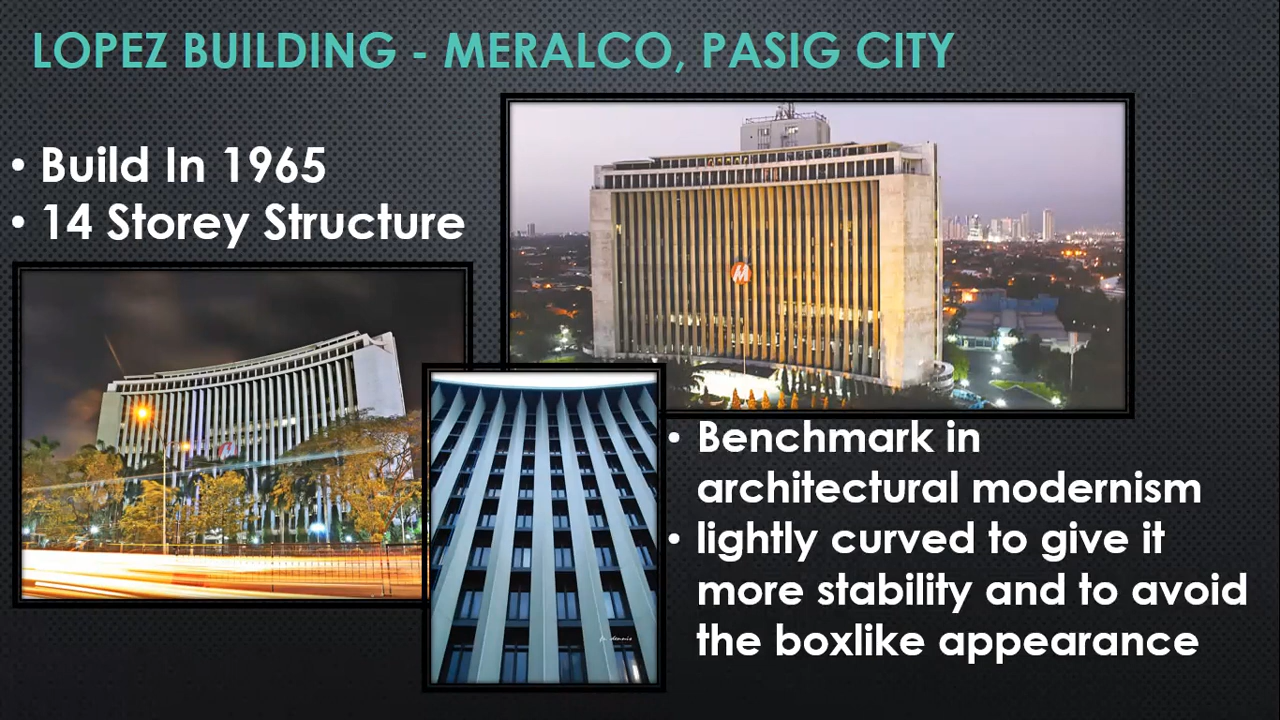 LOPEZ BUILDING - MERALCO, PASIG CITY
• Build In 1965
• 14 Storey Structure
• Benchmark in
architectural modernism
• lightly curved to give it
more stability and to avoid
the boxlike appearance